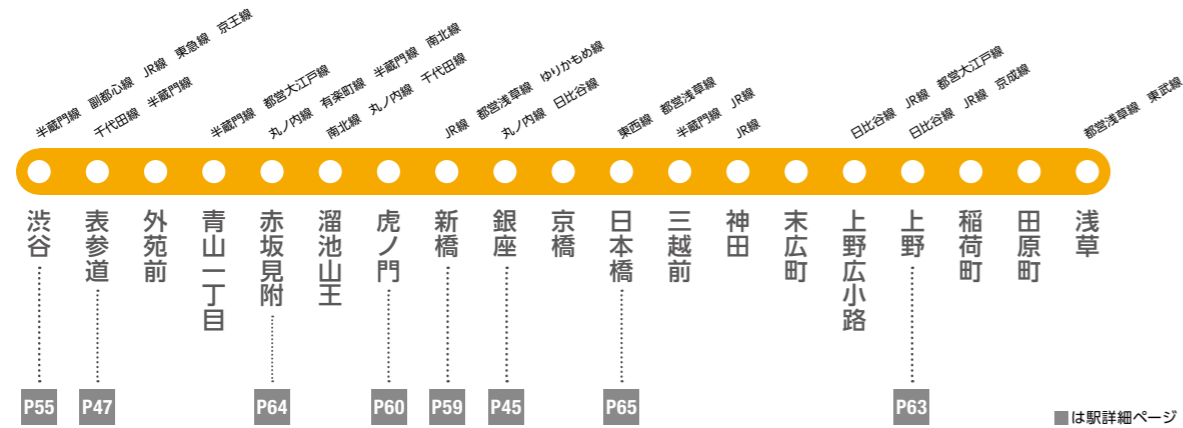 半蔵門線 副都心線 JR線 東急線 京王線
千代田線 半蔵門線
半蔵門線 都営大江戸線
丸ノ内線 有楽町線 半蔵門線 南北線
南北線 丸ノ内線 千代田線
JR線 都営浅草線 ゆりかもめ線
丸ノ内線 日比谷線
東西線 都営浅草線
半蔵門線 JR線
JR線
日比谷線 JR線 都営大江戸線
日比谷線 JR線 京成線
都営浅草線 東武線
渋谷
表参道
外苑前
青山一丁目
赤坂見附
溜池山王
虎ノ門
新橋
銀座
京橋
日本橋
三越前
神田
末広町
上野広小路
上野
稲荷町
田原町
浅草
P55
P47
P64
P60
P59
P45
P65
P63
■は駅詳細ページ